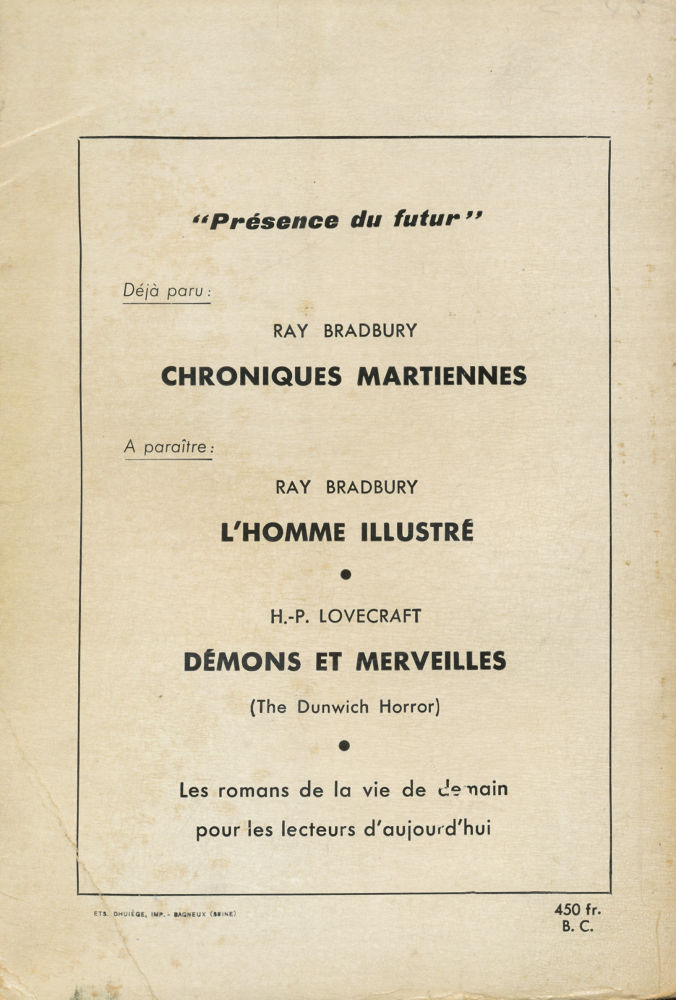 “Présence du futur”
Déjà paru :
RAY BRADBURY
CHRONIQUES MARTIENNES
A paraître :
RAY BRADBURY
L'HOMME ILLUSTRÉ
•
H.-P. LOVECRAFT
DÉMONS ET MERVEILLES
(The Dunwich Horror)
•
Les romans de la vie de demain
pour les lecteurs d'aujourd'hui
ETS. DHUIÈGE, IMP. - BAGNEUX (SEINE)
450 fr.
B. C.